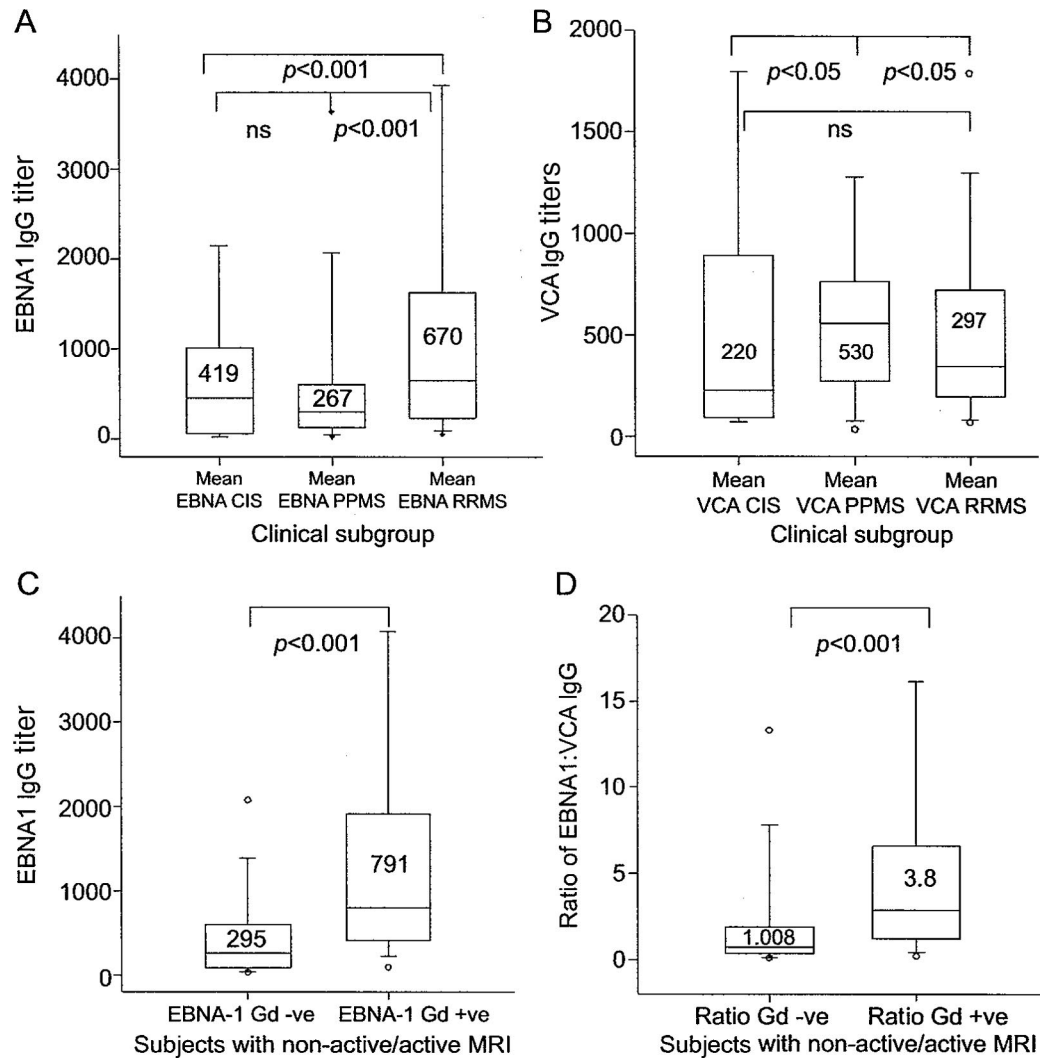 A
EBNA1 IgG titer
4000
3000
2000
1000
0
p<0.001
ns
p<0.001
419
267
670
Mean
EBNA CIS
Mean
EBNA PPMS
Mean
EBNA RRMS
Clinical subgroup
B
VCA IgG titers
2000
1500
1000
500
0
p<0.05
p<0.05
ns
220
530
297
Mean
VCA CIS
Mean
VCA PPMS
Mean
VCA RRMS
Clinical subgroup
C
EBNA1 IgG titer
4000
3000
2000
1000
0
p<0.001
295
791
EBNA-1 Gd -ve
EBNA-1 Gd +ve
Subjects with non-active/active MRI
D
Ratio of EBNA1:VCA IgG
20
15
10
5
0
p<0.001
1.008
3.8
Ratio Gd -ve
Ratio Gd +ve
Subjects with non-active/active MRI